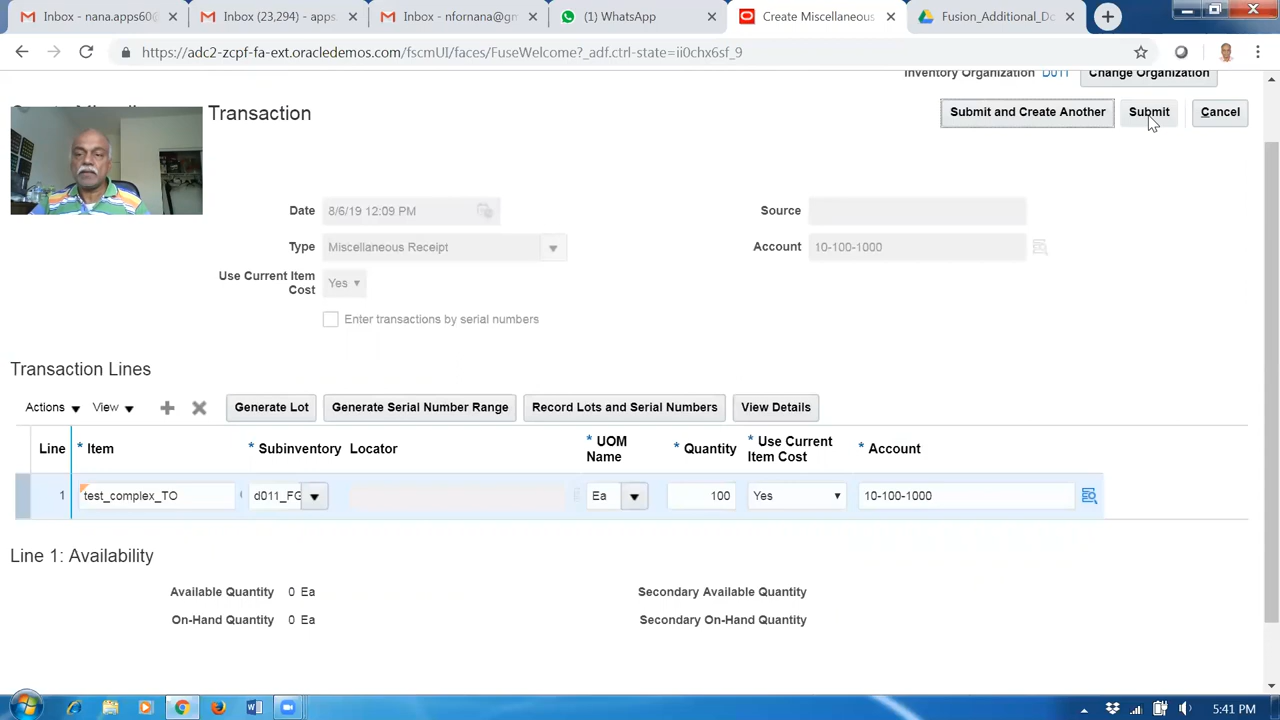 Inbox - nana.apps60
Inbox (23,294) -
Inbox - nfoman
(1) WhatsApp
Create Miscellaneous
Fusion_Additional_Do
https://adc2-zcpf-fa-ext.oracledemos.com/fscmUI/faces/FuseWelcome?_adf.ctrl-state=ii0chx6sf_9
Inventory Organization D011 Change Organization
Transaction
Submit and Create Another Submit Cancel
Date 8/6/19 12:09 PM Source
Type Miscellaneous Receipt Account 10-100-1000
Use Current Item
Cost Yes
Enter transactions by serial numbers
Transaction Lines
Actions View Generate Lot Generate Serial Number Range Record Lots and Serial Numbers View Details
Line * Item * Subinventory Locator * UOM Name * Quantity * Use Current Item Cost * Account
1 test_complex_TO d011_FG Ea 100 Yes 10-100-1000
Line 1: Availability
Available Quantity 0 Ea Secondary Available Quantity
On-Hand Quantity 0 Ea Secondary On-Hand Quantity
5:41 PM